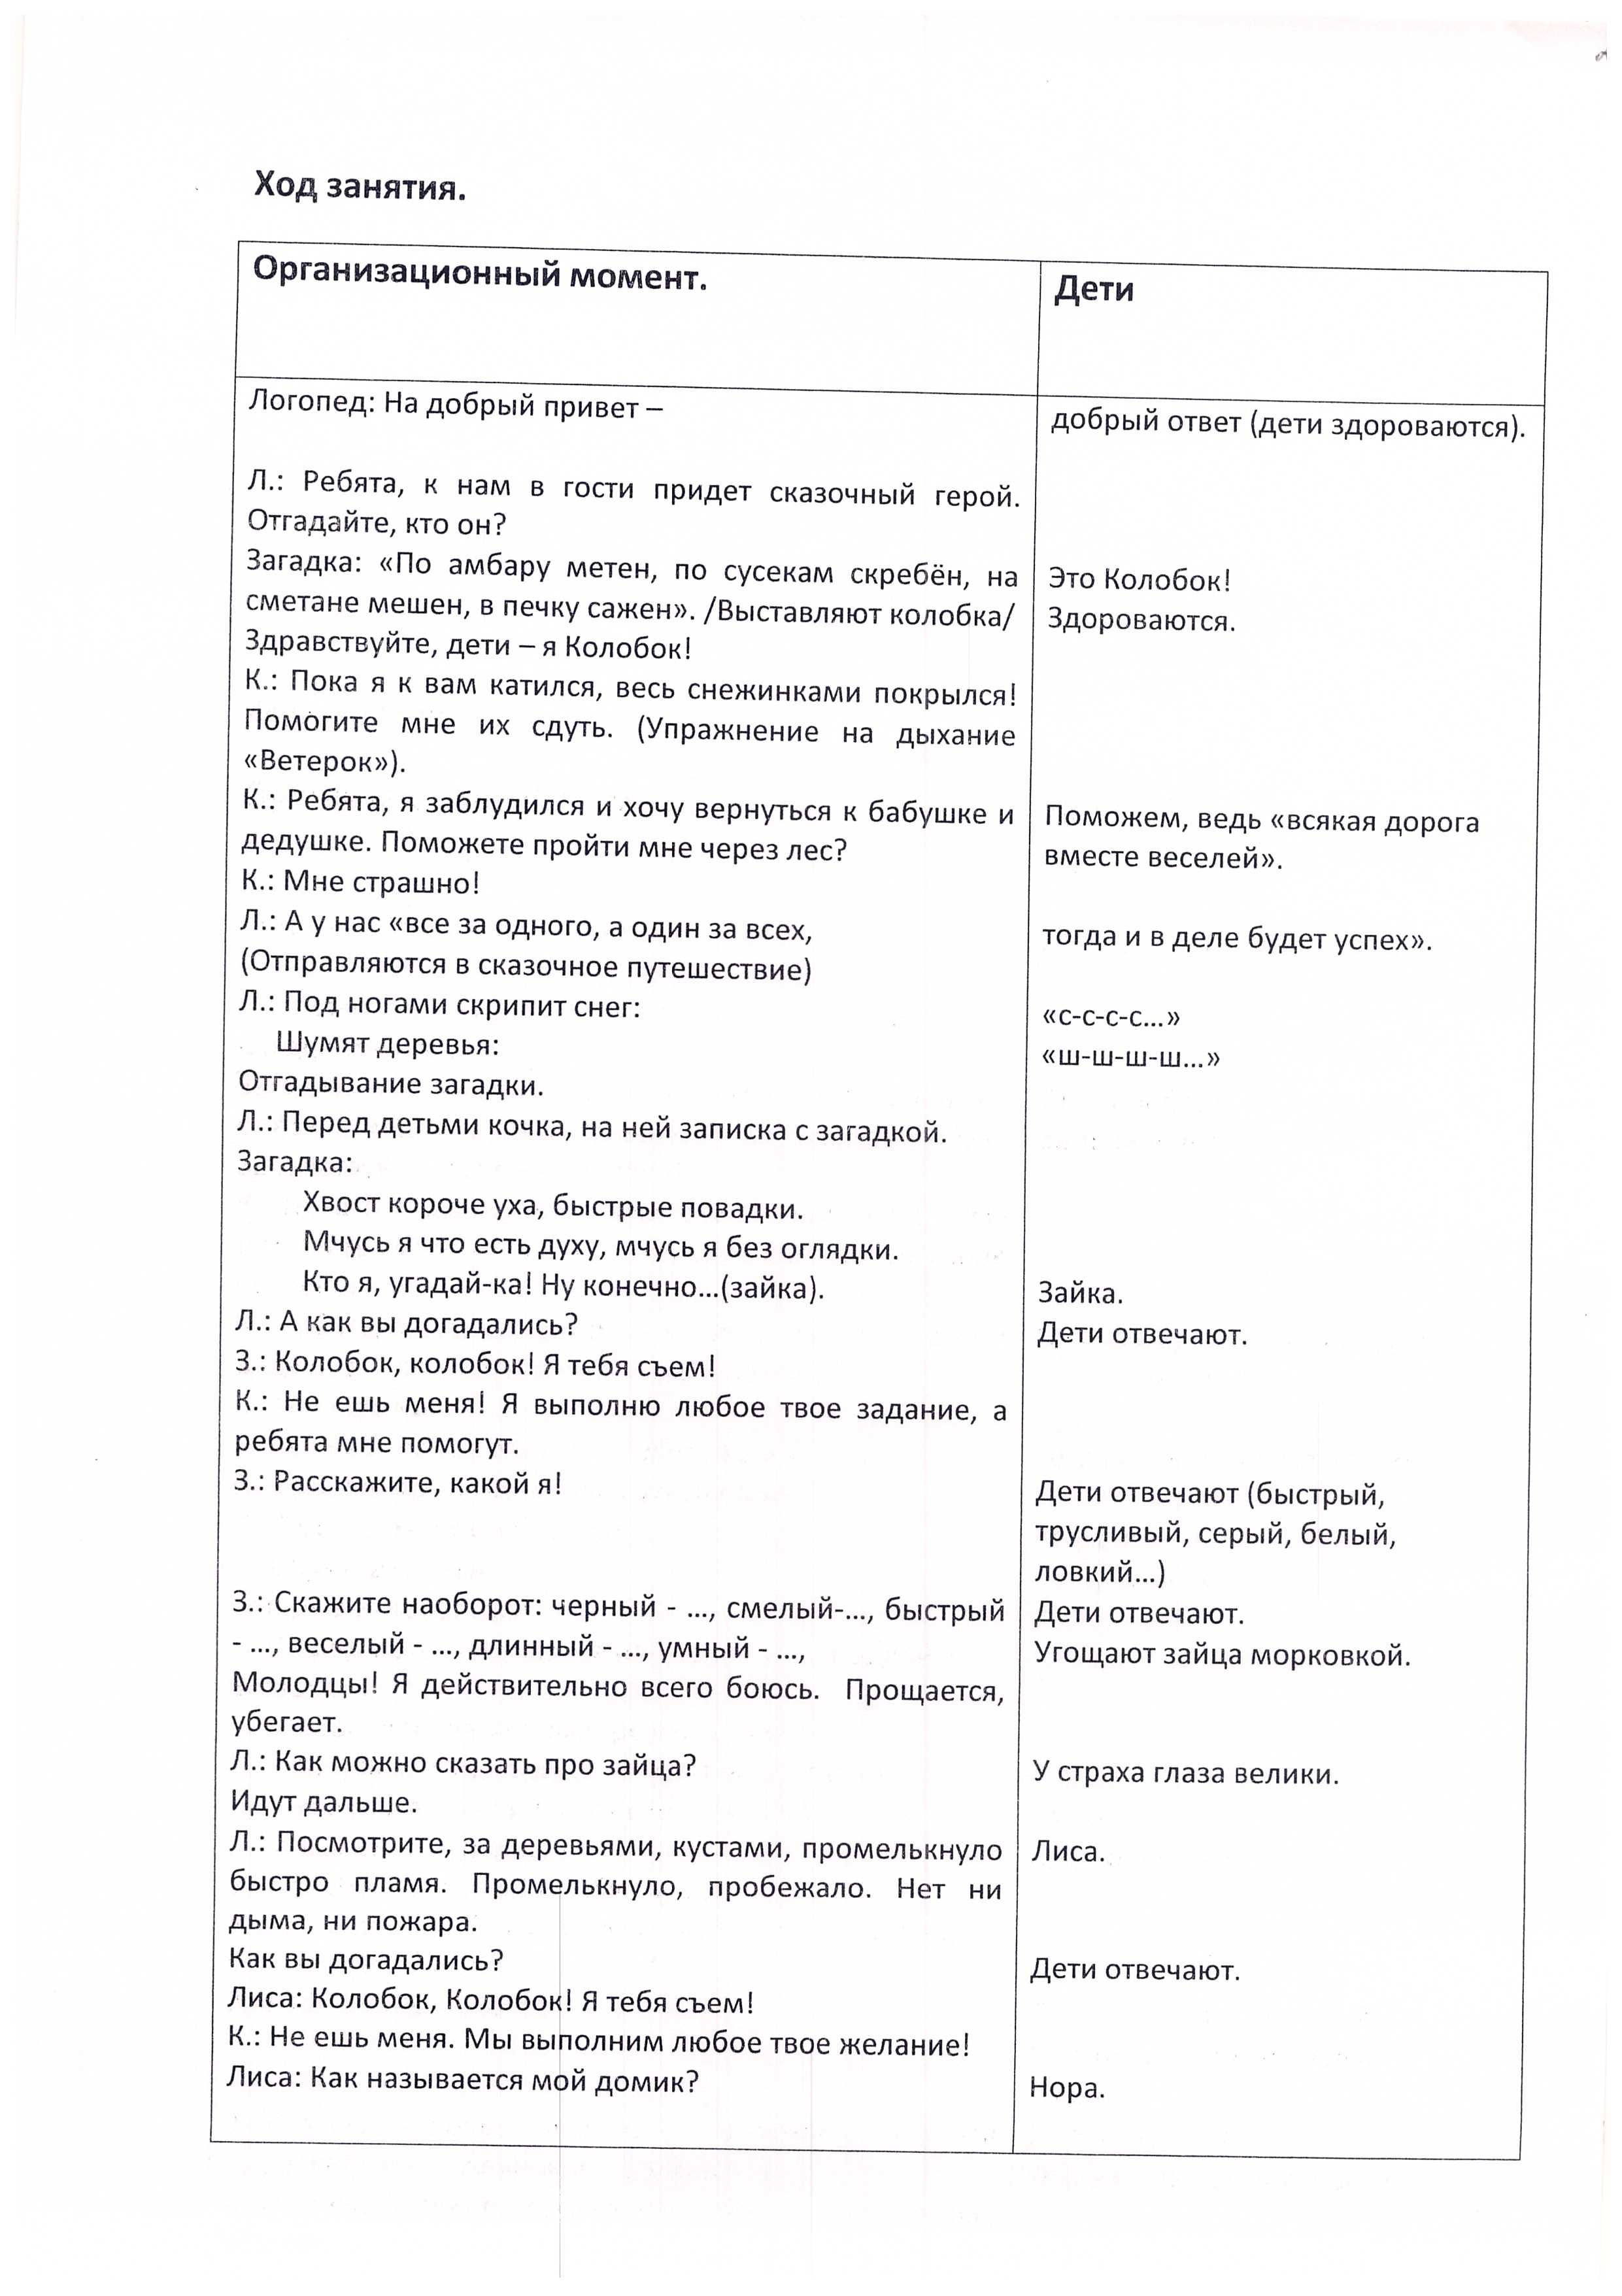 Ход занятия.
Организационный момент.
Дети
Логопед: На добрый привет –
добрый ответ (дети здороваются).
Л.: Ребята, к нам в гости придет сказочный герой.
Отгадайте, кто он?
Загадка: «По амбару метен, по сусекам скребён, на
Это Колобок!
сметане мешен, в печку сажен». /Выставляют колобка/
Здороваются.
Здравствуйте, дети – я Колобок!
К.: Пока я к вам катился, весь снежинками покрылся!
Помогите мне их сдуть. (Упражнение на дыхание
«Ветерок»).
К.: Ребята, я заблудился и хочу вернуться к бабушке и
Поможем, ведь «всякая дорога
дедушке. Поможете пройти мне через лес?
вместе веселей».
К.: Мне страшно!
Л.: А у нас «все за одного, а один за всех,
тогда и в деле будет успех».
(Отправляются в сказочное путешествие)
Л.: Под ногами скрипит снег:
«с-с-с-с...»
Шумят деревья:
«ш-ш-ш-ш...»
Отгадывание загадки.
Л.: Перед детьми кочка, на ней записка с загадкой.
Загадка:
Хвост короче уха, быстрые повадки.
Мчусь я что есть духу, мчусь я без оглядки.
Кто я, угадай-ка! Ну конечно...(зайка).
Зайка.
Л.: А как вы догадались?
Дети отвечают.
З.: Колобок, колобок! Я тебя съем!
К.: Не ешь меня! Я выполню любое твое задание, а
ребята мне помогут.
З.: Расскажите, какой я!
Дети отвечают (быстрый,
трусливый, серый, белый,
ловкий...)
З.: Скажите наоборот: черный - ..., смелый-..., быстрый
Дети отвечают.
- ..., веселый - ..., длинный - ..., умный - ...,
Угощают зайца морковкой.
Молодцы! Я действительно всего боюсь. Прощается,
убегает.
Л.: Как можно сказать про зайца?
У страха глаза велики.
Идут дальше.
Л.: Посмотрите, за деревьями, кустами, промелькнуло
Лиса.
быстро пламя. Промелькнуло, пробежало. Нет ни
дыма, ни пожара.
Как вы догадались?
Дети отвечают.
Лиса: Колобок, Колобок! Я тебя съем!
К.: Не ешь меня. Мы выполним любое твое желание!
Лиса: Как называется мой домик?
Нора.